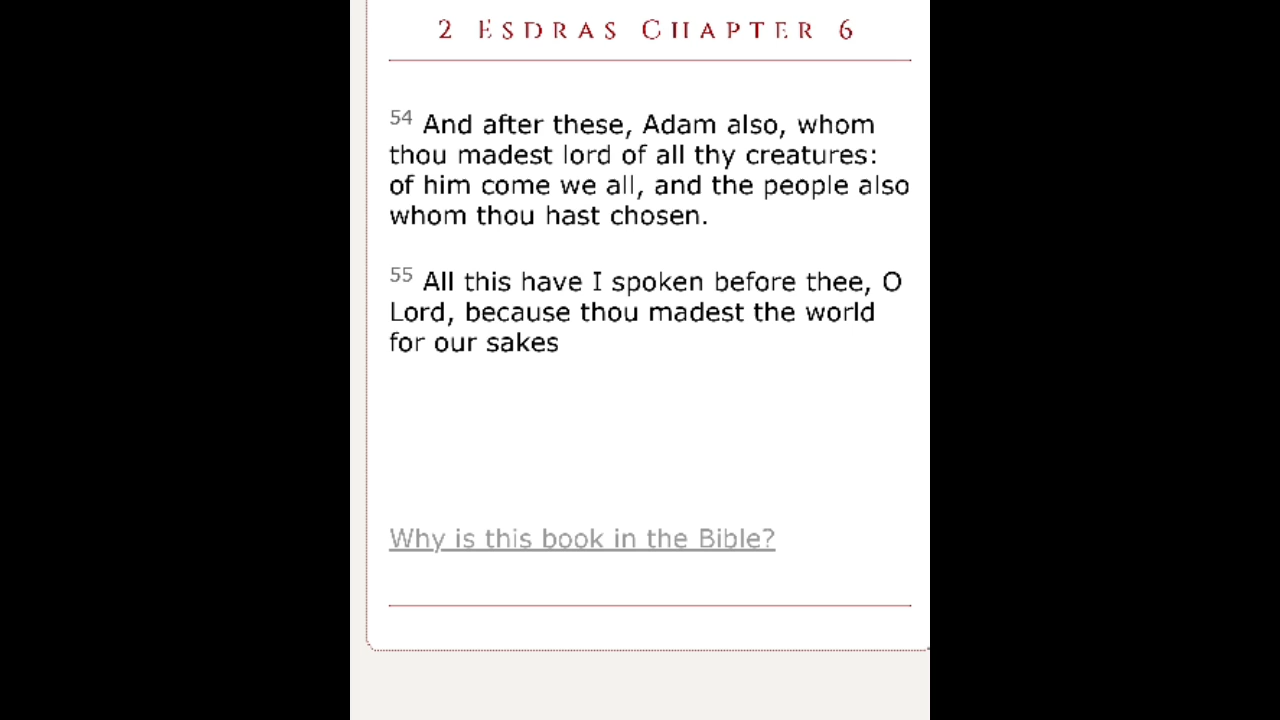 2 Esdras Chapter 6
54 And after these, Adam also, whom
thou madest lord of all thy creatures:
of him come we all, and the people also
whom thou hast chosen.
55 All this have I spoken before thee, O
Lord, because thou madest the world
for our sakes
Why is this book in the Bible?